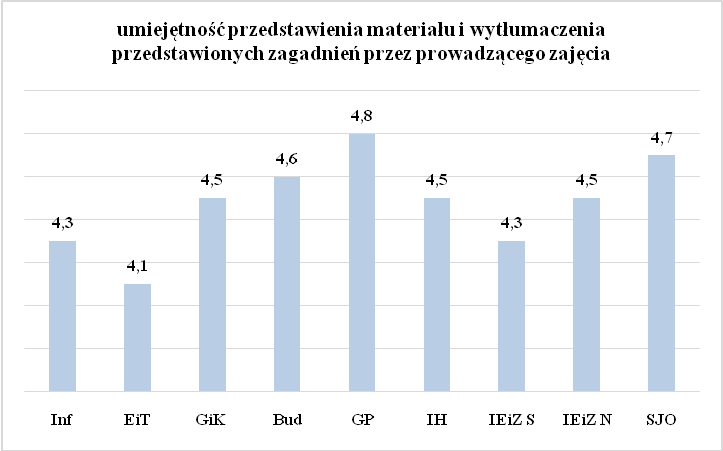 umiejętność przedstawienia materiału i wytłumaczenia
przedstawionych zagadnień przez prowadzącego zajęcia
4,3
4,1
4,5
4,6
4,8
4,5
4,3
4,5
4,7
Inf
EiT
GiK
Bud
GP
IH
IEiZ S
IEiZ N
SJO